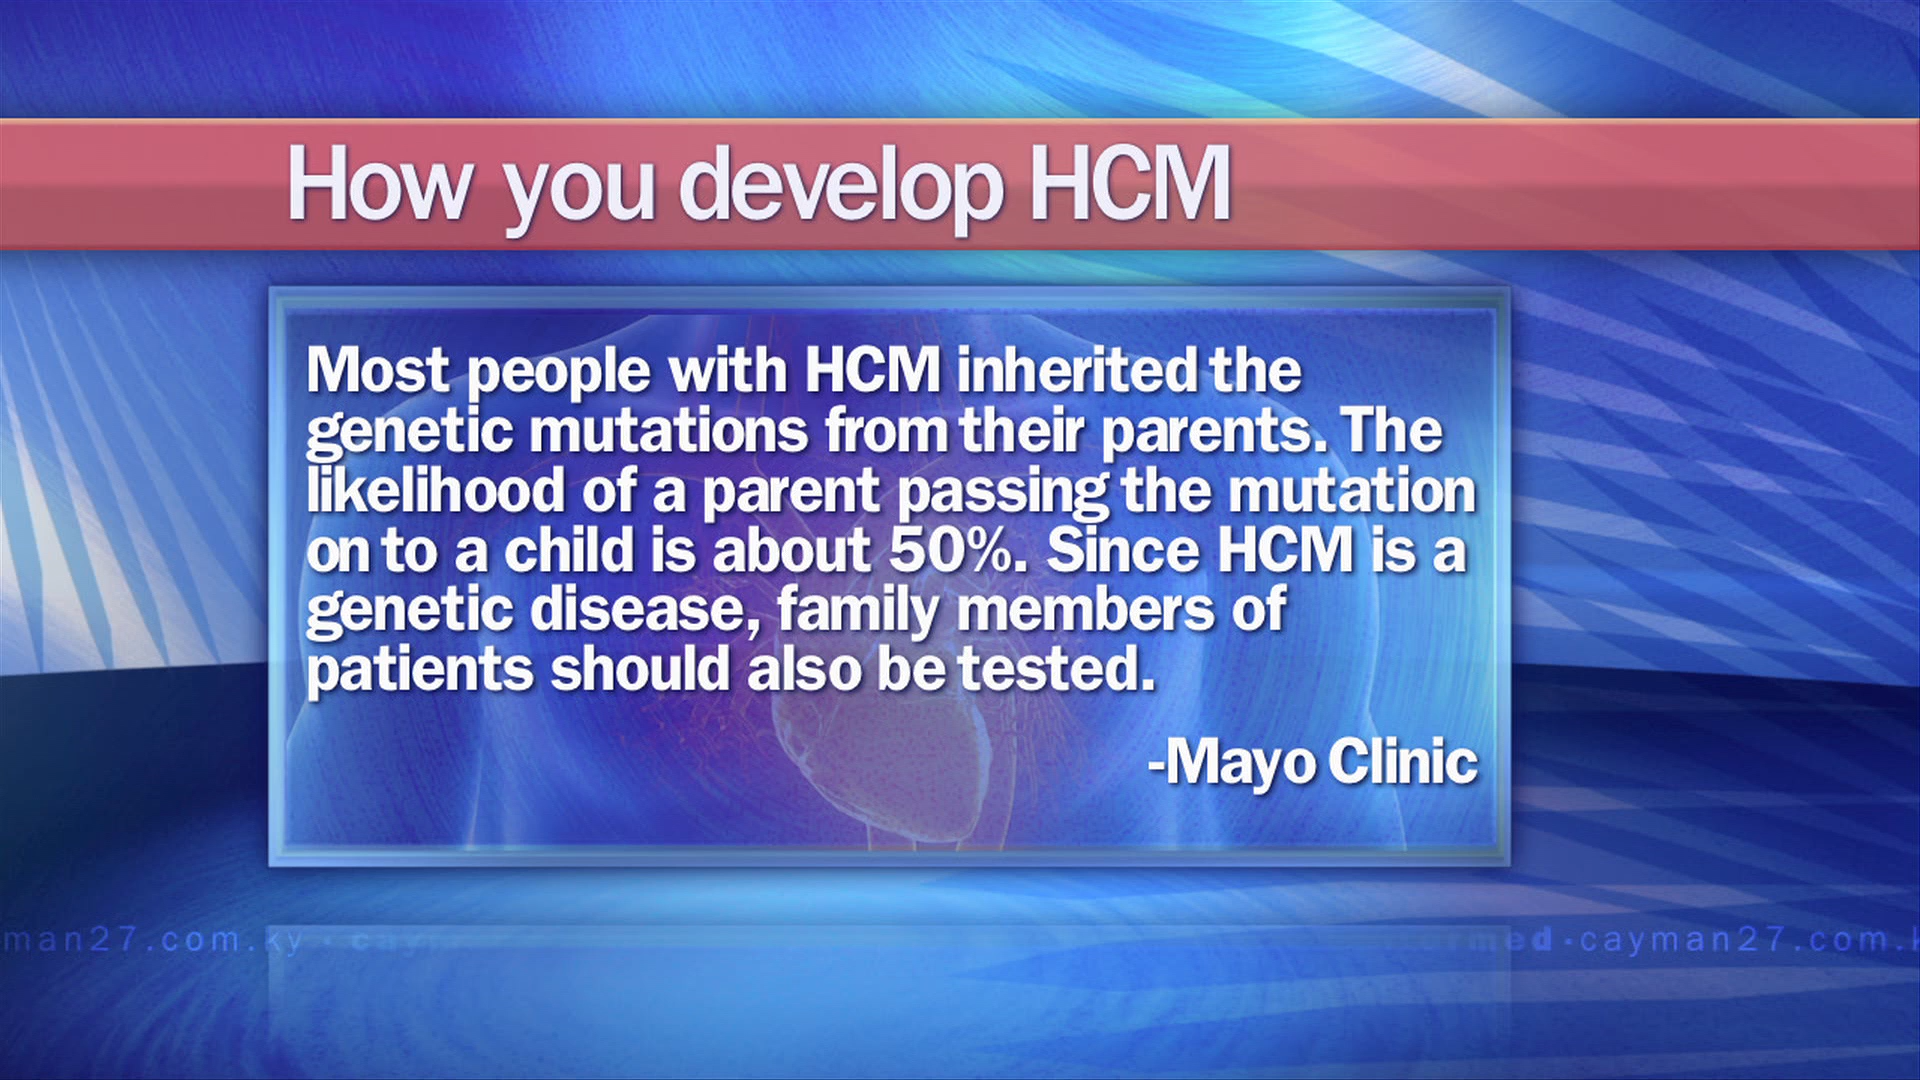 How you develop HCM
Most people with HCM inherited the
genetic mutations from their parents. The
likelihood of a parent passing the mutation
on to a child is about 50%. Since HCM is a
genetic disease, family members of
patients should also be tested.
-Mayo Clinic
man27.com.ky · cay
rmed·cayman27.com.k